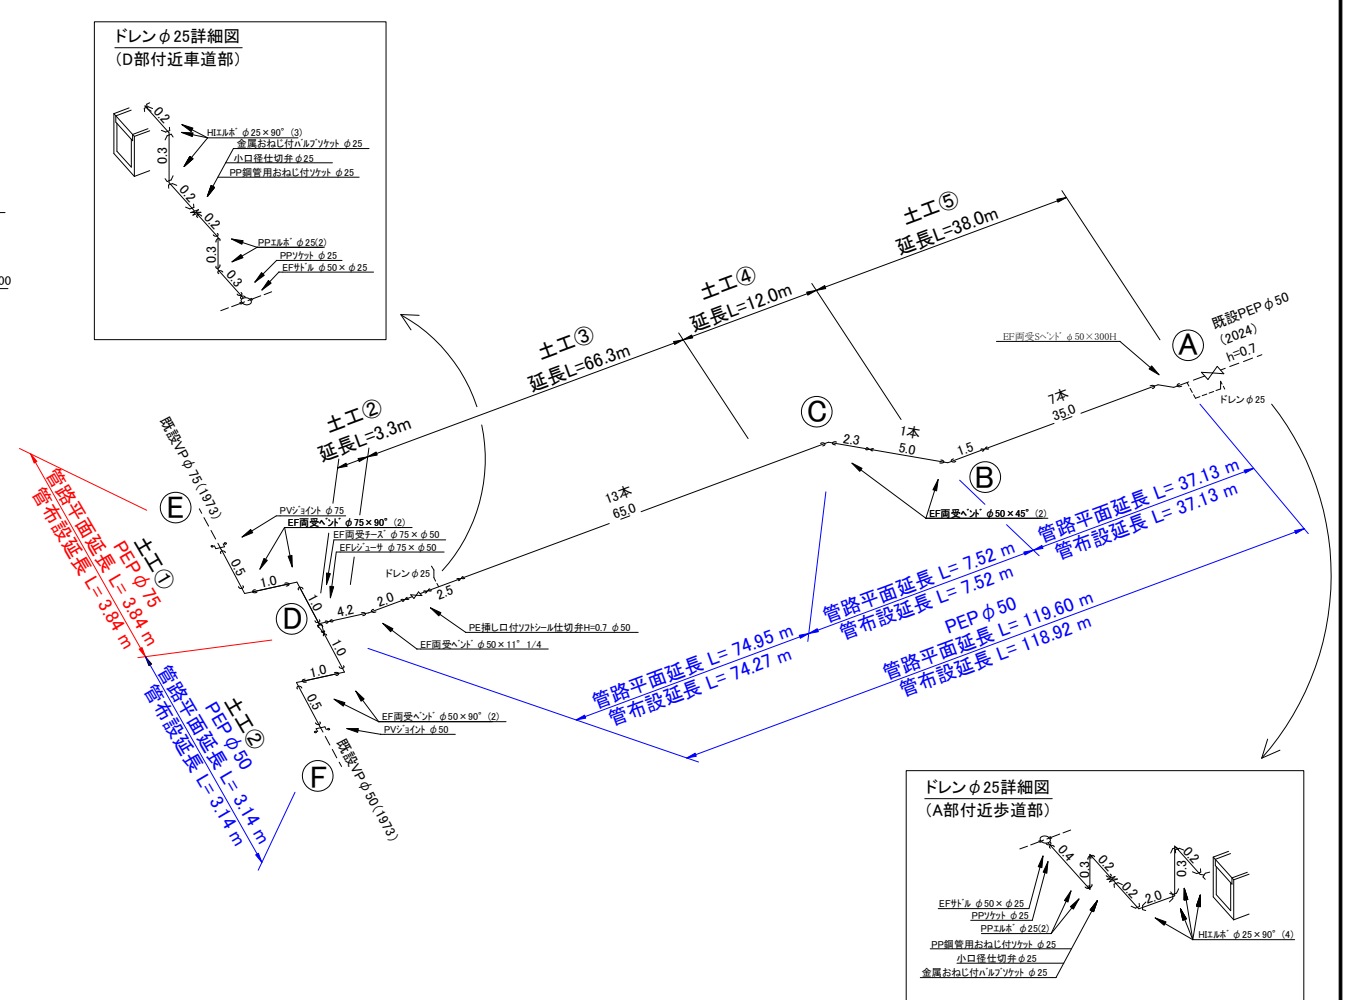 ドレンφ25詳細図
(D部付近車道部)
0.2
0.3
0.2
0.2
0.3
0.3
HIエルボ φ25×90° (3)
金属おねじ付バルブソケット φ25
小口径仕切弁φ25
PP鋼管用おねじ付ソケット φ25
PPエルボ φ25(2)
PPソケット φ25
EFサドル φ50×φ25
00
土工⑤
延長L=38.0m
土工④
延長L=12.0m
土工③
延長L=66.3m
土工②
延長L=3.3m
既設PEPφ50
(2024)
h=0.7
Ⓐ
EF両受Sベンド φ50×300H
ドレンφ25
7本
35.0
Ⓒ
2.3
1本
5.0
1.5
Ⓑ
EF両受ベンド φ50×45° (2)
13本
65.0
既設VPφ75(1973)
Ⓔ
PVジョイント φ75
EF両受ベンド φ75×90° (2)
EF両受チーズ φ75×φ50
EFレジューサ φ75×φ50
ドレンφ25
0.5
1.0
1.0
Ⓓ
4.2
2.0
2.5
PE挿し口付ソフトシール仕切弁H=0.7 φ50
EF両受ベンド φ50×11° 1/4
1.0
1.0
0.5
EF両受ベンド φ50×90° (2)
PVジョイント φ50
Ⓕ
既設VPφ50(1973)
土工①
PEPφ75
管路平面延長 L= 3.84 m
管布設延長 L= 3.84 m
土工②
PEPφ50
管路平面延長 L= 3.14 m
管布設延長 L= 3.14 m
管路平面延長 L= 37.13 m
管布設延長 L= 37.13 m
管路平面延長 L= 7.52 m
管布設延長 L= 7.52 m
管路平面延長 L= 74.95 m
管布設延長 L= 74.27 m
PEPφ50
管路平面延長 L= 119.60 m
管布設延長 L= 118.92 m
ドレンφ25詳細図
(A部付近歩道部)
0.4
0.3
0.2
0.2
2.0
0.3
0.2
EFサドル φ50×φ25
PPソケット φ25
PPエルボ φ25(2)
PP鋼管用おねじ付ソケット φ25
小口径仕切弁φ25
金属おねじ付バルブソケット φ25
HIエルボ φ25×90° (4)